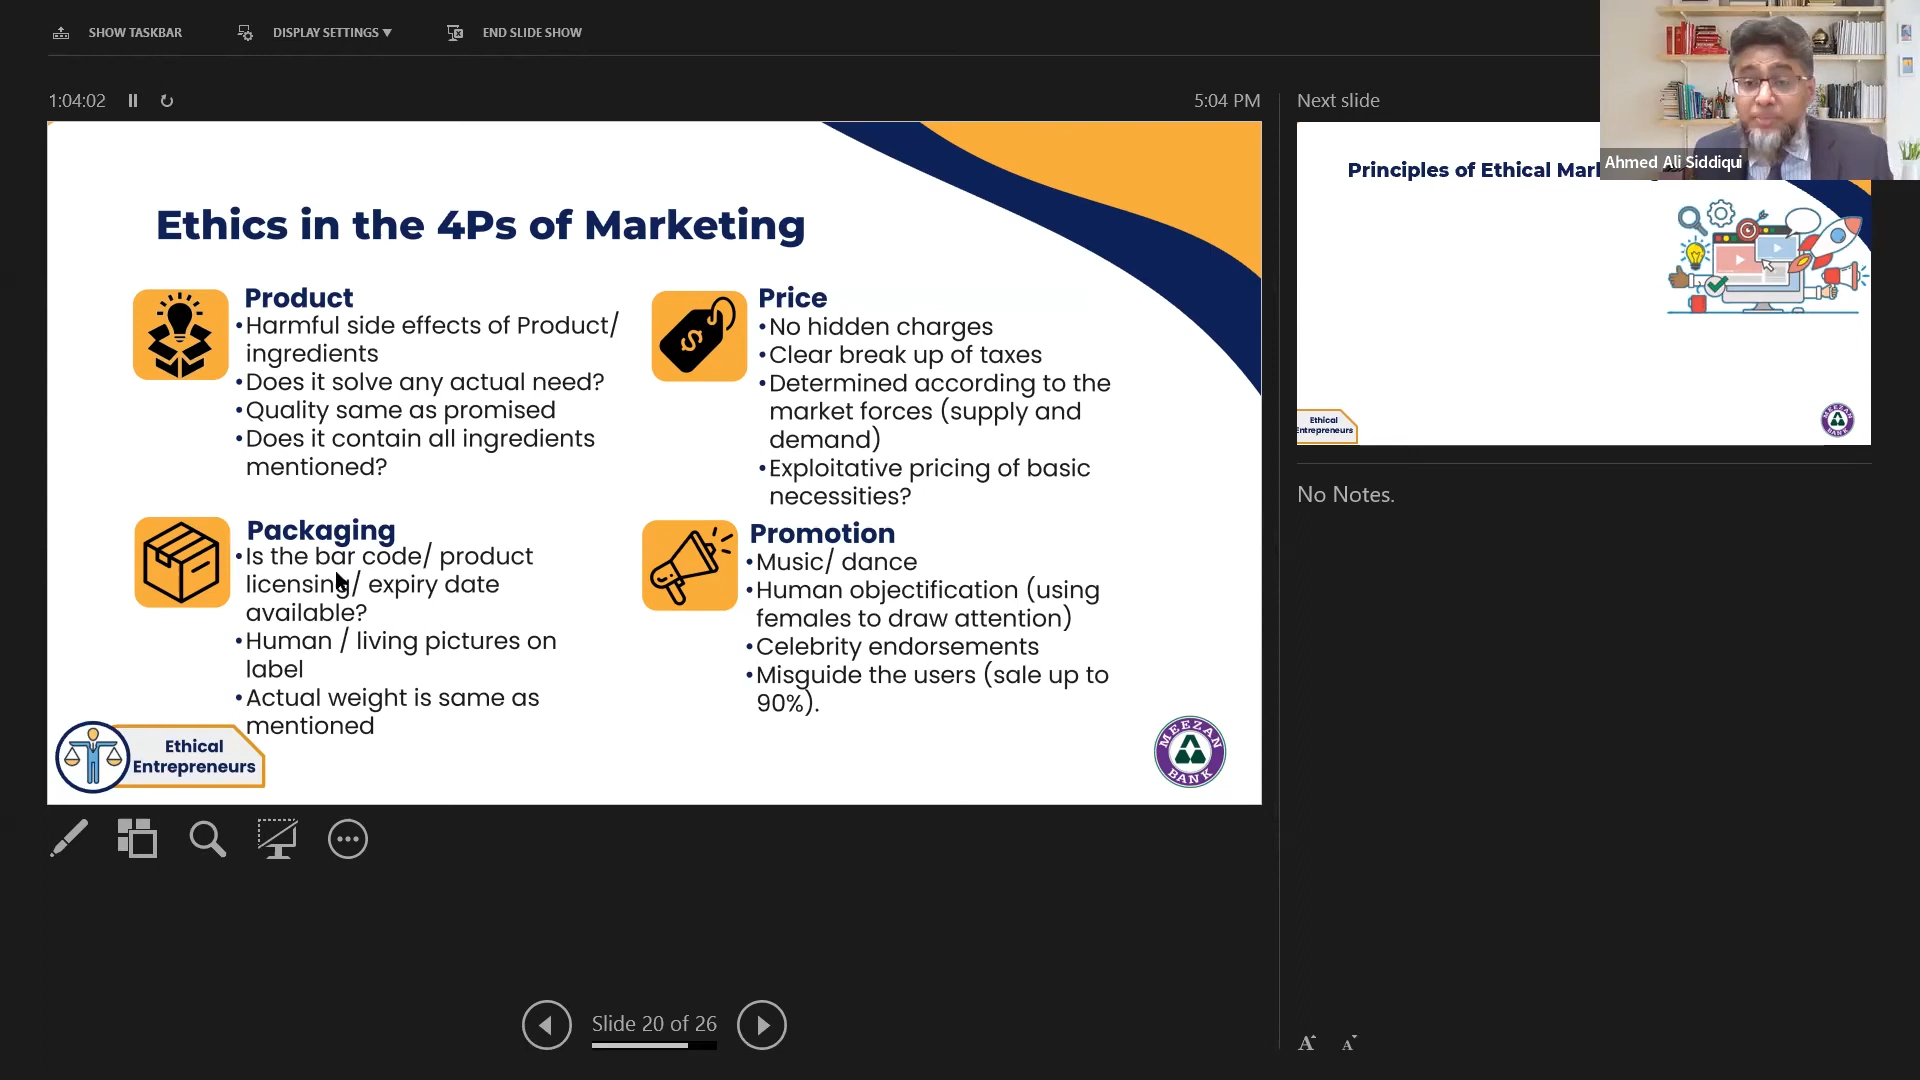 SHOW TASKBAR
DISPLAY SETTINGS ▼
END SLIDE SHOW
1:04:02
5:04 PM
Ethics in the 4Ps of Marketing
Product
•Harmful side effects of Product/
ingredients
•Does it solve any actual need?
•Quality same as promised
•Does it contain all ingredients
mentioned?
Price
•No hidden charges
•Clear break up of taxes
•Determined according to the
market forces (supply and
demand)
•Exploitative pricing of basic
necessities?
Packaging
•Is the bar code/ product
licensing/ expiry date
available?
•Human / living pictures on
label
•Actual weight is same as
mentioned
Promotion
•Music/ dance
•Human objectification (using
females to draw attention)
•Celebrity endorsements
•Misguide the users (sale up to
90%).
Ethical
Entrepreneurs
MEEZAN
BANK
Slide 20 of 26
Next slide
Ahmed Ali Siddiqui
Principles of Ethical
Ethical
Entrepreneurs
MEEZAN
BANK
No Notes.
A A